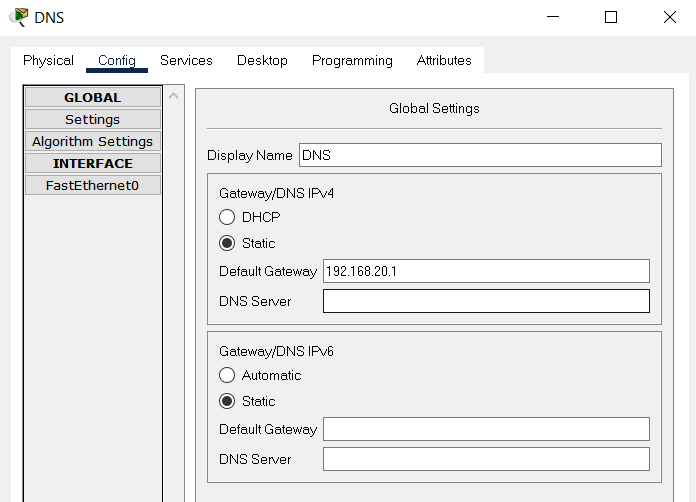 DNS
Physical Config Services Desktop Programming Attributes
GLOBAL
Settings
Algorithm Settings
INTERFACE
FastEthernet0
Global Settings
Display Name DNS
Gateway/DNS IPv4
DHCP
Static
Default Gateway 192.168.20.1
DNS Server
Gateway/DNS IPv6
Automatic
Static
Default Gateway
DNS Server